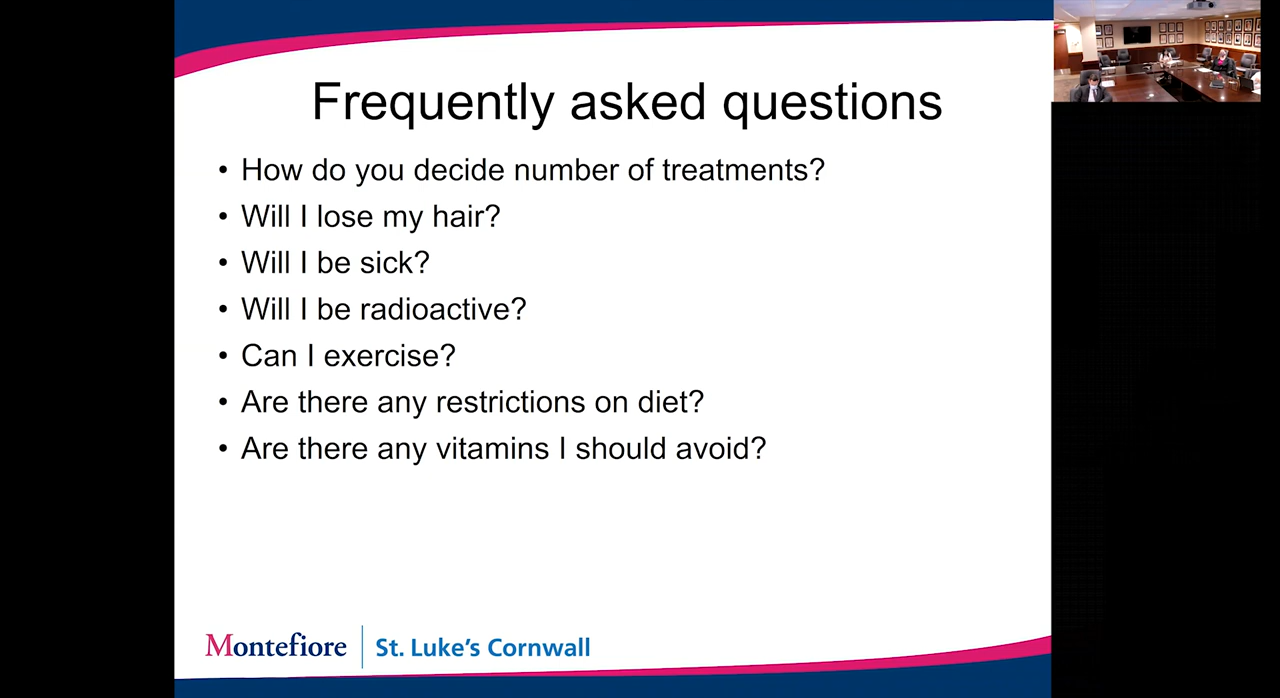 Frequently asked questions
• How do you decide number of treatments?
• Will I lose my hair?
• Will I be sick?
• Will I be radioactive?
• Can I exercise?
• Are there any restrictions on diet?
• Are there any vitamins I should avoid?
Montefiore | St. Luke's Cornwall